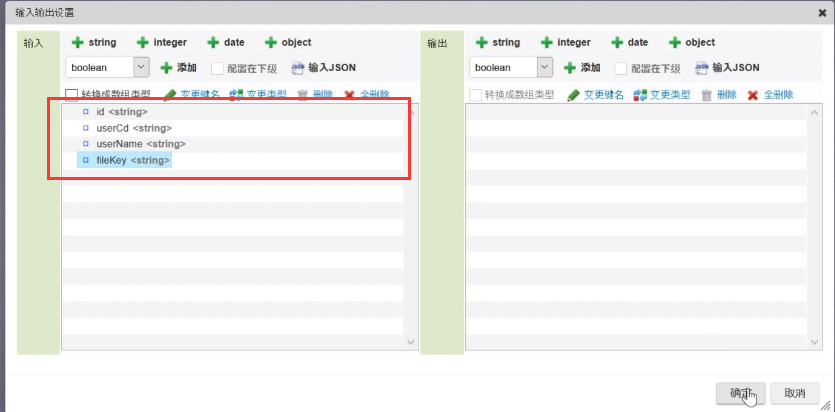 输入输出设置
输入
string integer date object
boolean 添加 配置在下级 输入JSON
转换成数组类型 变更键名 变更类型 删除 全删除
id <string>
userCd <string>
userName <string>
fileKey <string>
输出
string integer date object
boolean 添加 配置在下级 输入JSON
转换成数组类型 变更键名 变更类型 删除 全删除
确定 取消